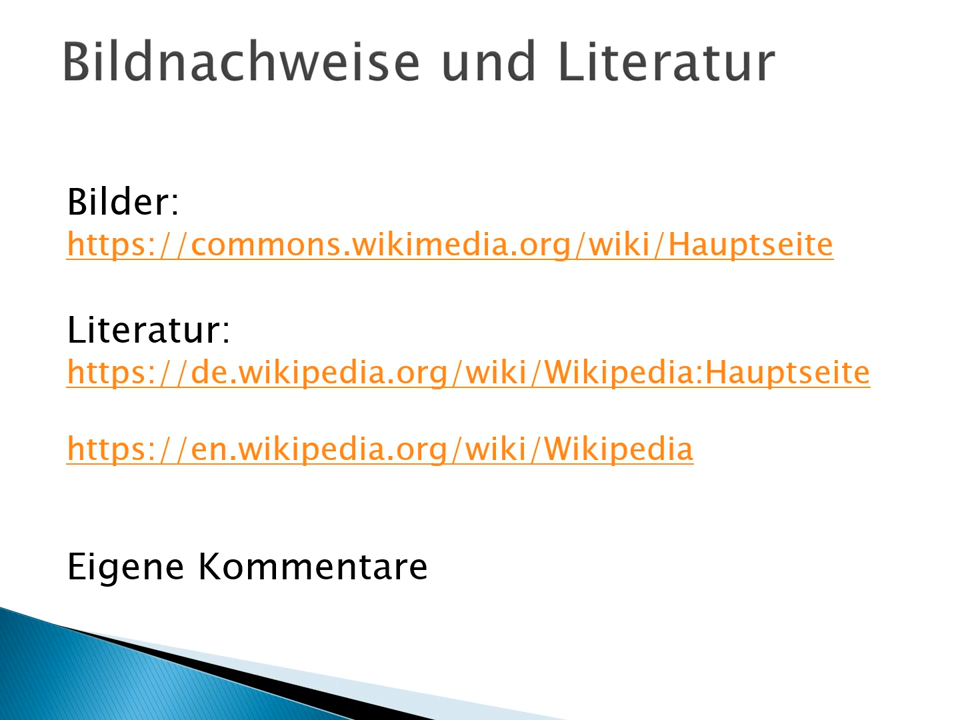 Bildnachweise und Literatur
Bilder:
https://commons.wikimedia.org/wiki/Hauptseite
Literatur:
https://de.wikipedia.org/wiki/Wikipedia:Hauptseite
https://en.wikipedia.org/wiki/Wikipedia
Eigene Kommentare